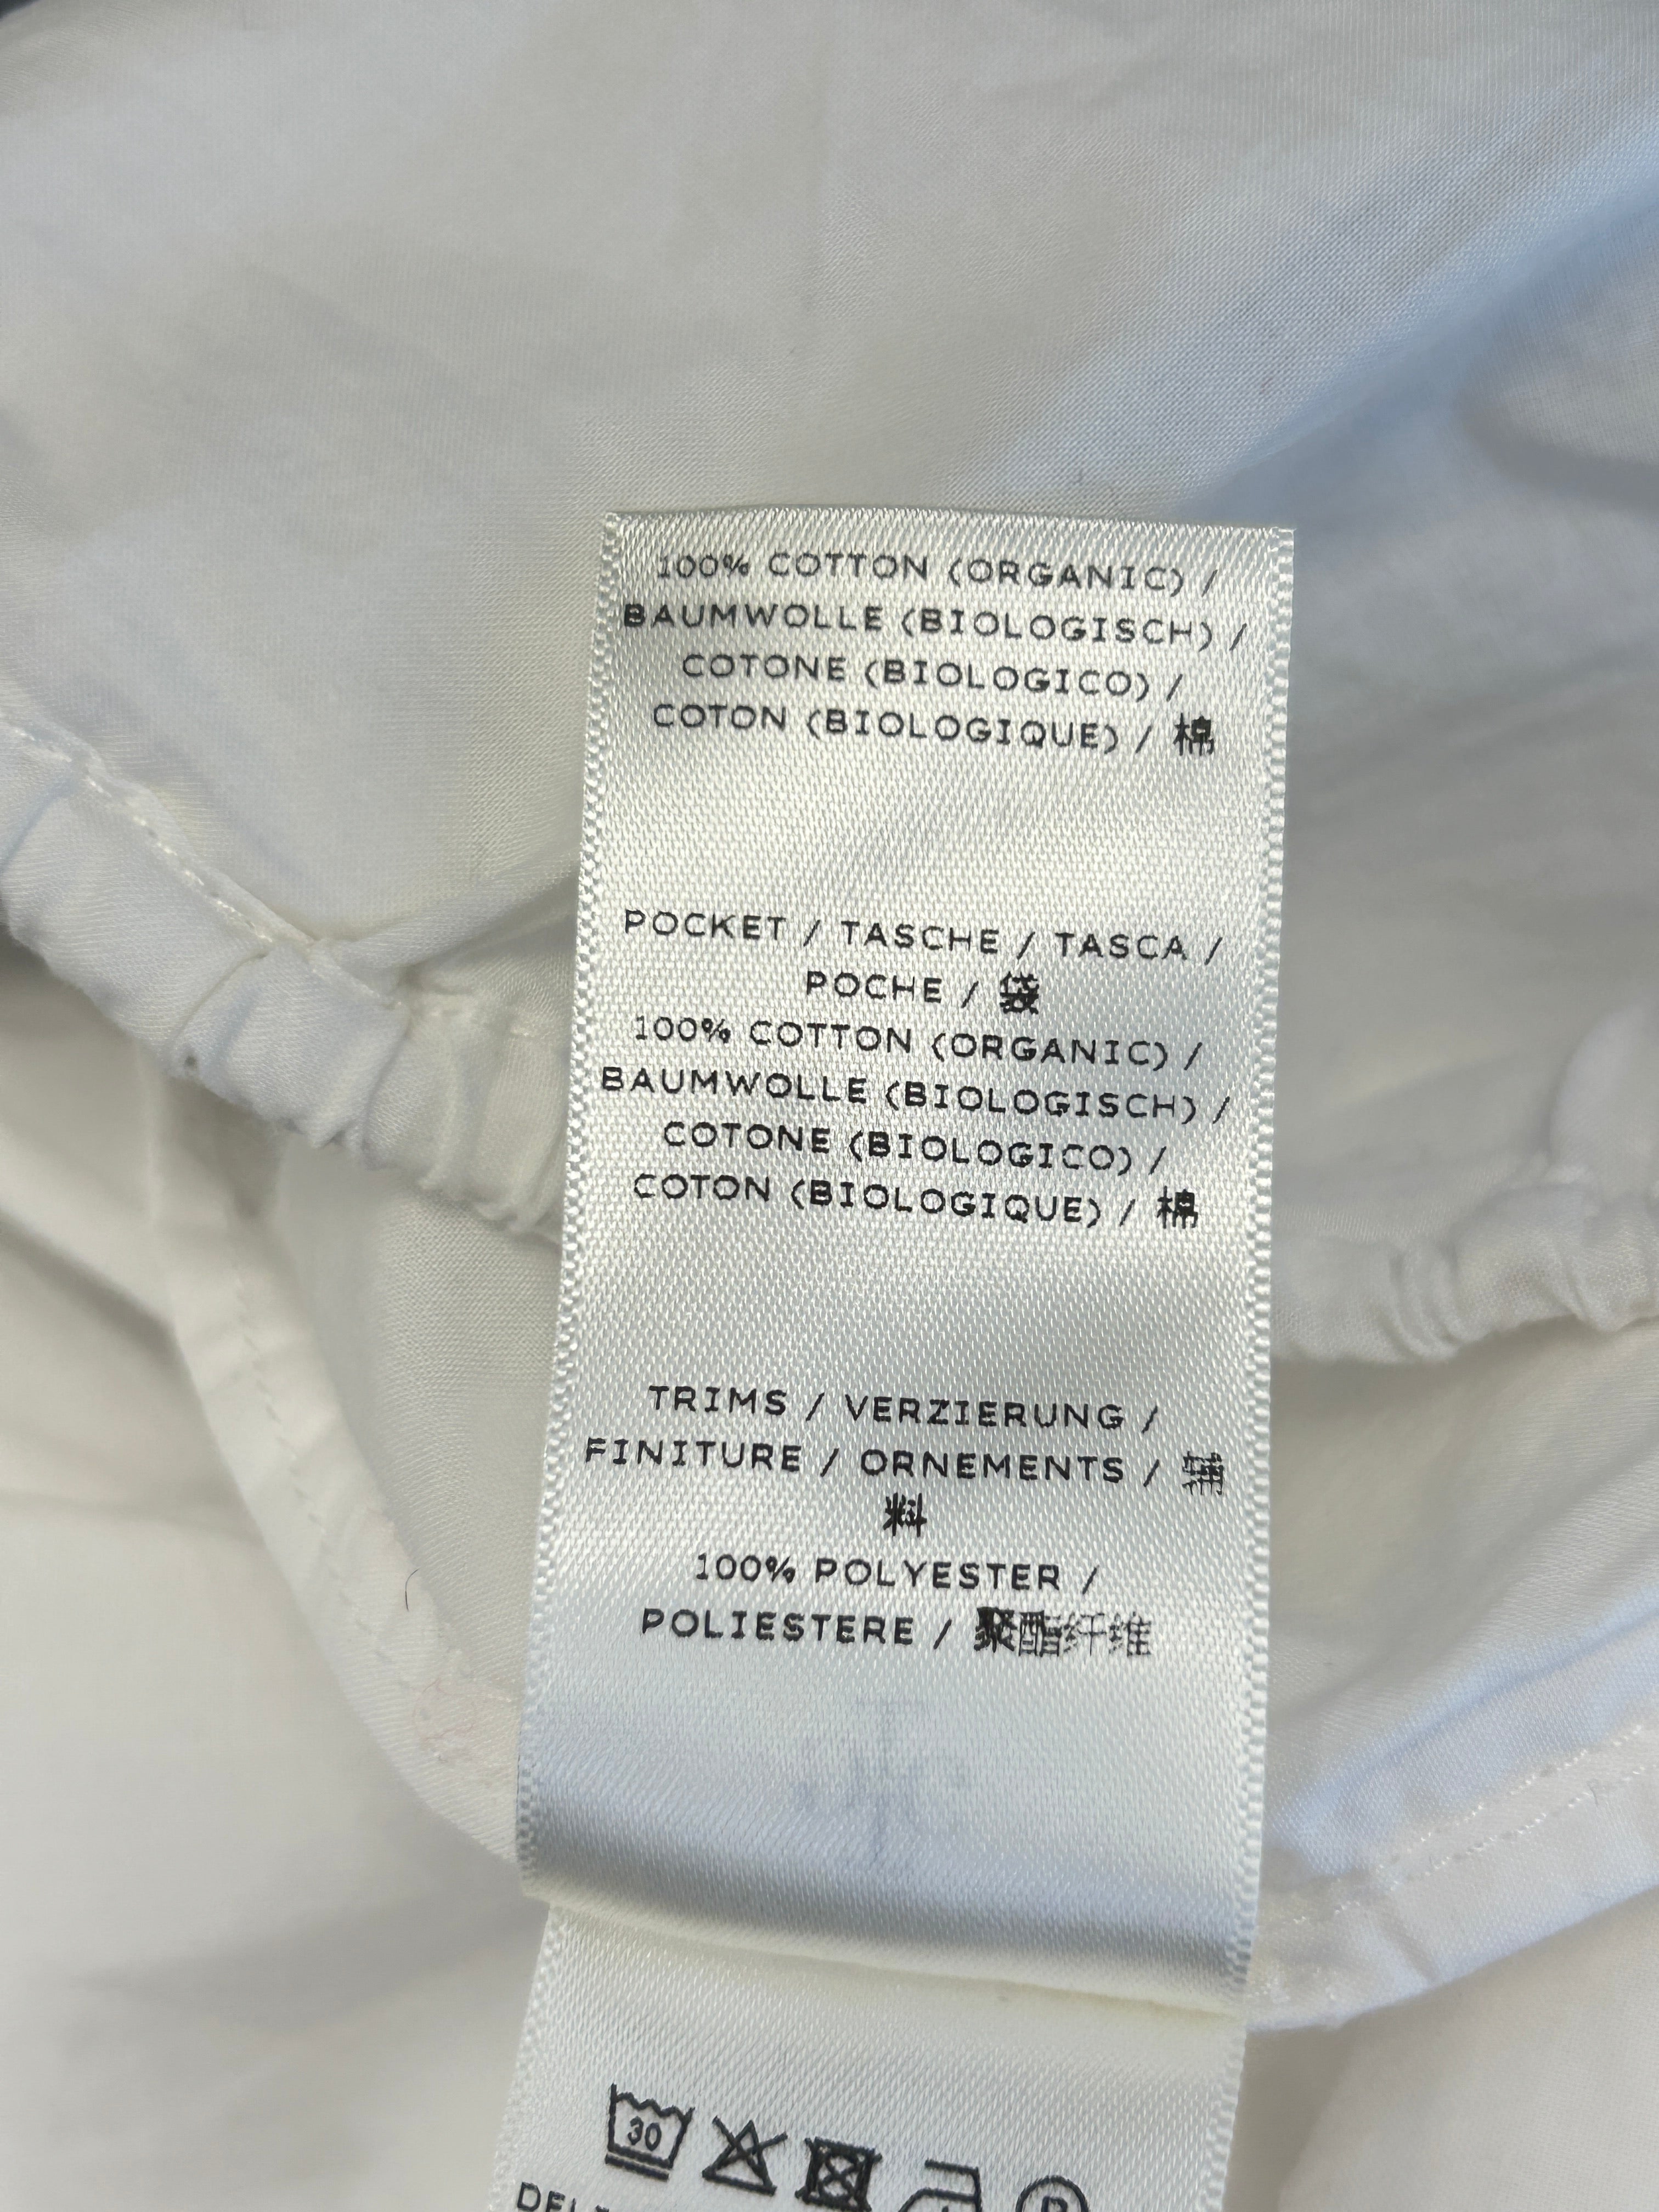 100% COTTON (ORGANIC) /
BAUMWOLLE (BIOLOGISCH) /
COTONE (BIOLOGICO) /
COTON (BIOLOGIQUE) / 棉
POCKET / TASCHE / TASCA /
POCHE / 袋
100% COTTON (ORGANIC) /
BAUMWOLLE (BIOLOGISCH) /
COTONE (BIOLOGICO) /
COTON (BIOLOGIQUE) / 棉
TRIMS / VERZIERUNG /
FINITURE / ORNEMENTS / 辅
料
100% POLYESTER /
POLIESTERE / 聚酯纤维
30
P